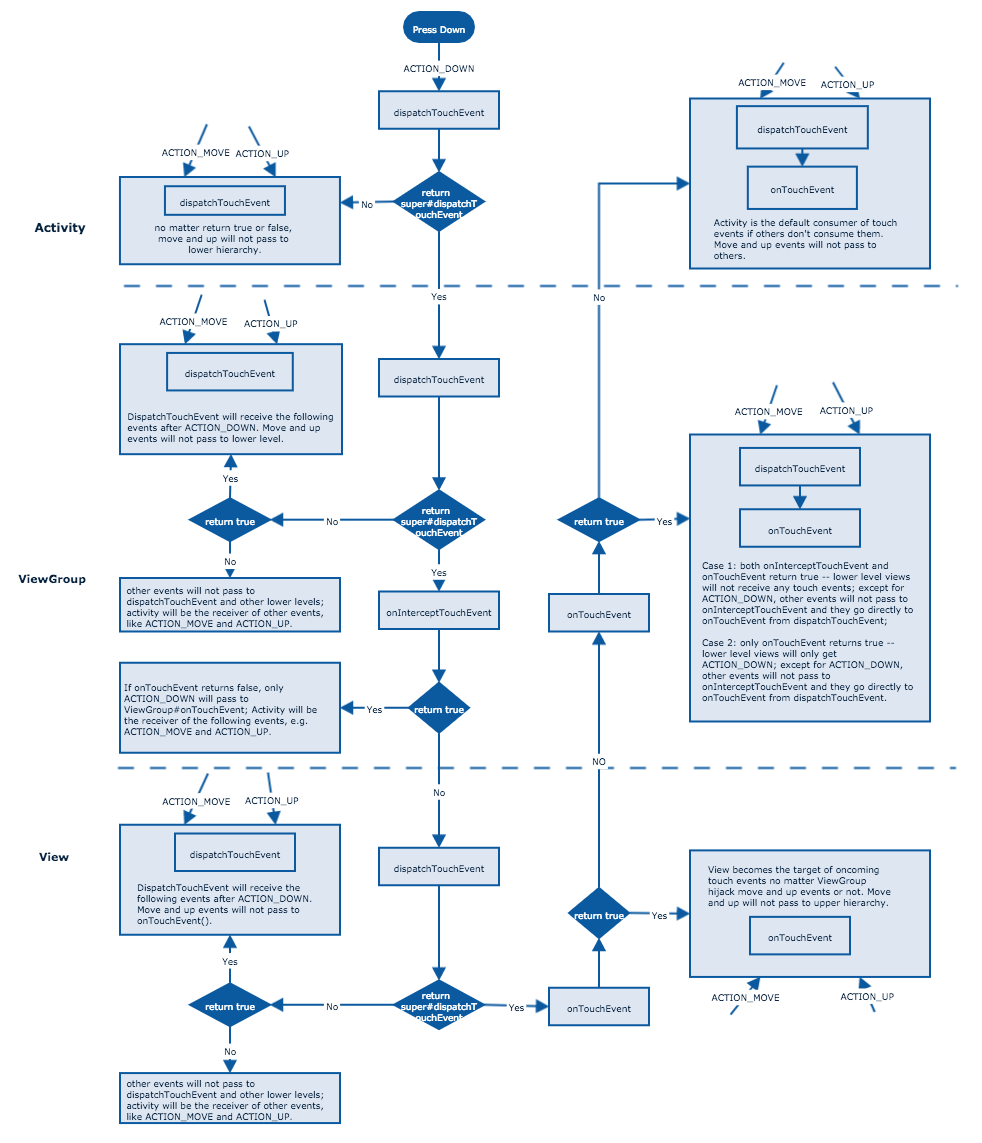 Press Down
ACTION_DOWN
dispatchTouchEvent
return
super#dispatchT
ouchEvent
No
ACTION_MOVE
ACTION_UP
dispatchTouchEvent
no matter return true or false,
move and up will not pass to
lower hierarchy.
Activity
ACTION_MOVE
ACTION_UP
dispatchTouchEvent
onTouchEvent
Activity is the default consumer of touch
events if others don't consume them.
Move and up events will not pass to
others.
Yes
No
ACTION_MOVE
ACTION_UP
dispatchTouchEvent
DispatchTouchEvent will receive the following
events after ACTION_DOWN. Move and up
events will not pass to lower level.
Yes
return true
No
other events will not pass to
dispatchTouchEvent and other lower levels;
activity will be the receiver of other events,
like ACTION_MOVE and ACTION_UP.
ViewGroup
dispatchTouchEvent
return
super#dispatchT
ouchEvent
No
Yes
onInterceptTouchEvent
return true
Yes
If onTouchEvent returns false, only
ACTION_DOWN will pass to
ViewGroup#onTouchEvent; Activity will be
the receiver of the following events, e.g.
ACTION_MOVE and ACTION_UP.
return true
Yes
onTouchEvent
ACTION_MOVE
ACTION_UP
dispatchTouchEvent
onTouchEvent
Case 1: both onInterceptTouchEvent and
onTouchEvent return true -- lower level views
will not receive any touch events; except for
ACTION_DOWN, other events will not pass to
onInterceptTouchEvent and they go directly to
onTouchEvent from dispatchTouchEvent;
Case 2: only onTouchEvent returns true --
lower level views will only get
ACTION_DOWN; except for ACTION_DOWN,
other events will not pass to
onInterceptTouchEvent and they go directly to
onTouchEvent from dispatchTouchEvent.
NO
No
ACTION_MOVE
ACTION_UP
dispatchTouchEvent
DispatchTouchEvent will receive the
following events after ACTION_DOWN.
Move and up events will not pass to
onTouchEvent().
View
Yes
return true
No
other events will not pass to
dispatchTouchEvent and other lower levels;
activity will be the receiver of other events,
like ACTION_MOVE and ACTION_UP.
dispatchTouchEvent
return
super#dispatchT
ouchEvent
No
Yes
onTouchEvent
return true
Yes
View becomes the target of oncoming
touch events no matter ViewGroup
hijack move and up events or not. Move
and up will not pass to upper hierarchy.
onTouchEvent
ACTION_MOVE
ACTION_UP